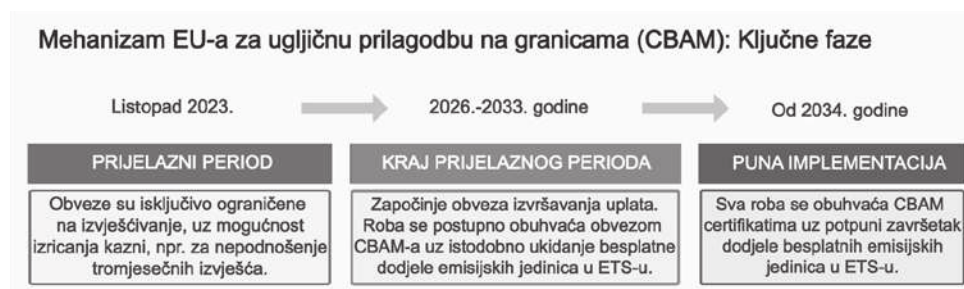 Mehanizam EU-a za ugljičnu prilagodbu na granicama (CBAM): Ključne faze
Listopad 2023.
2026.-2033. godine
Od 2034. godine
PRIJELAZNI PERIOD
KRAJ PRIJELAZNOG PERIODA
PUNA IMPLEMENTACIJA
Obveze su isključivo ograničene
na izvješćivanje, uz mogućnost
izricanja kazni, npr. za nepodnošenje
tromjesečnih izvješća.
Započinje obveza izvršavanja uplata.
Roba se postupno obuhvaća obvezom
CBAM-a uz istodobno ukidanje besplatne
dodjele emisijskih jedinica u ETS-u.
Sva roba se obuhvaća CBAM
certifikatima uz potpuni završetak
dodjele besplatnih emisijskih
jedinica u ETS-u.